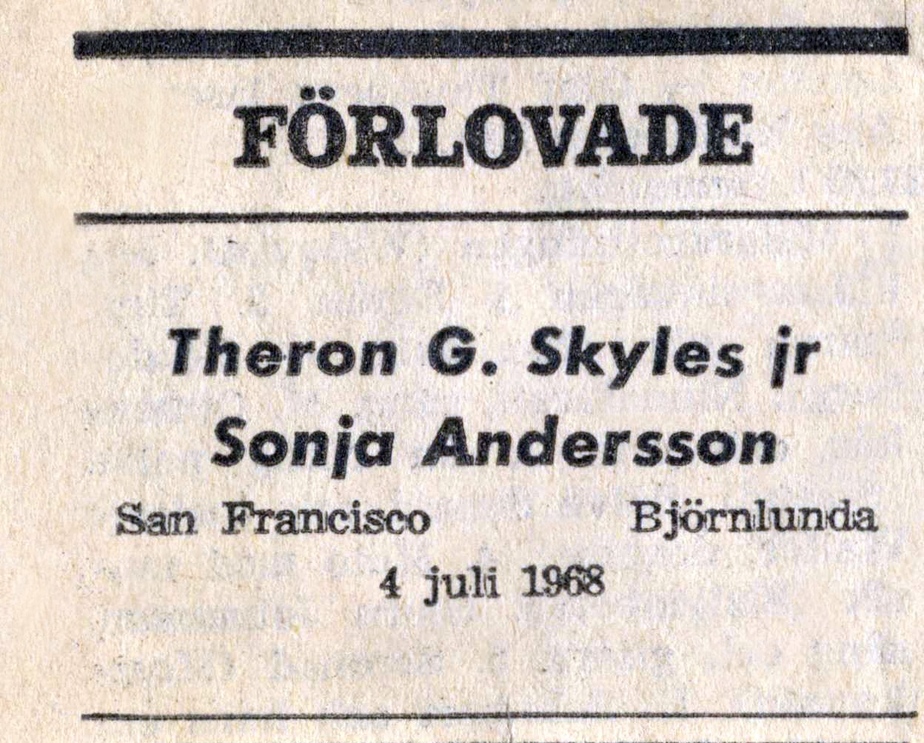 FÖRLOVADE
Theron G. Skyles jr
Sonja Andersson
San Francisco Björnlunda
4 juli 1968